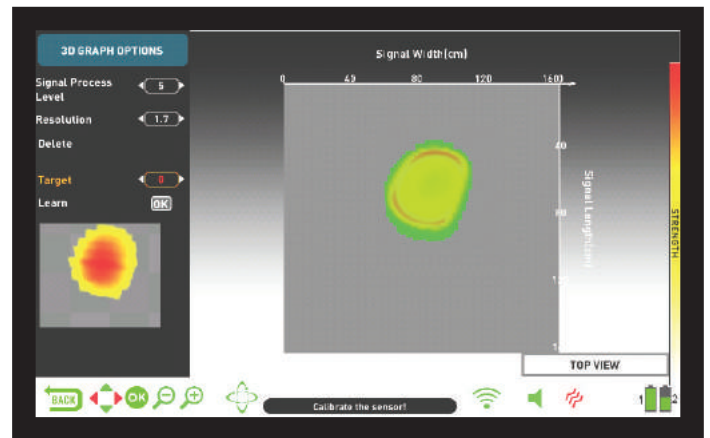 3D GRAPH OPTIONS
Signal Process
Level
5
Resolution
1.7
Delete
Target
0
Learn
OK
Signal Width(cm)
0 40 80 120 160
40
80
Signal Length(cm)
STRENGTH
TOP VIEW
BACK
OK
Calibrate the sensor!
1
2